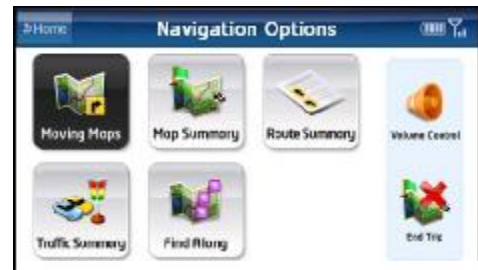 Home
Navigation Options
Moving Maps
Map Summary
Route Summary
Volume Control
Traffic Summary
Find Along
End Trip